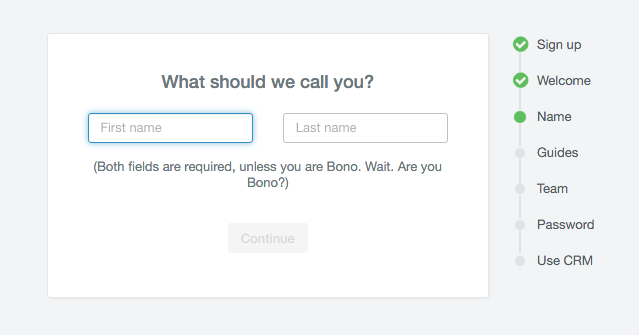 What should we call you?
First name
Last name
(Both fields are required, unless you are Bono. Wait. Are you
Bono?)
Continue
Sign up
Welcome
Name
Guides
Team
Password
Use CRM